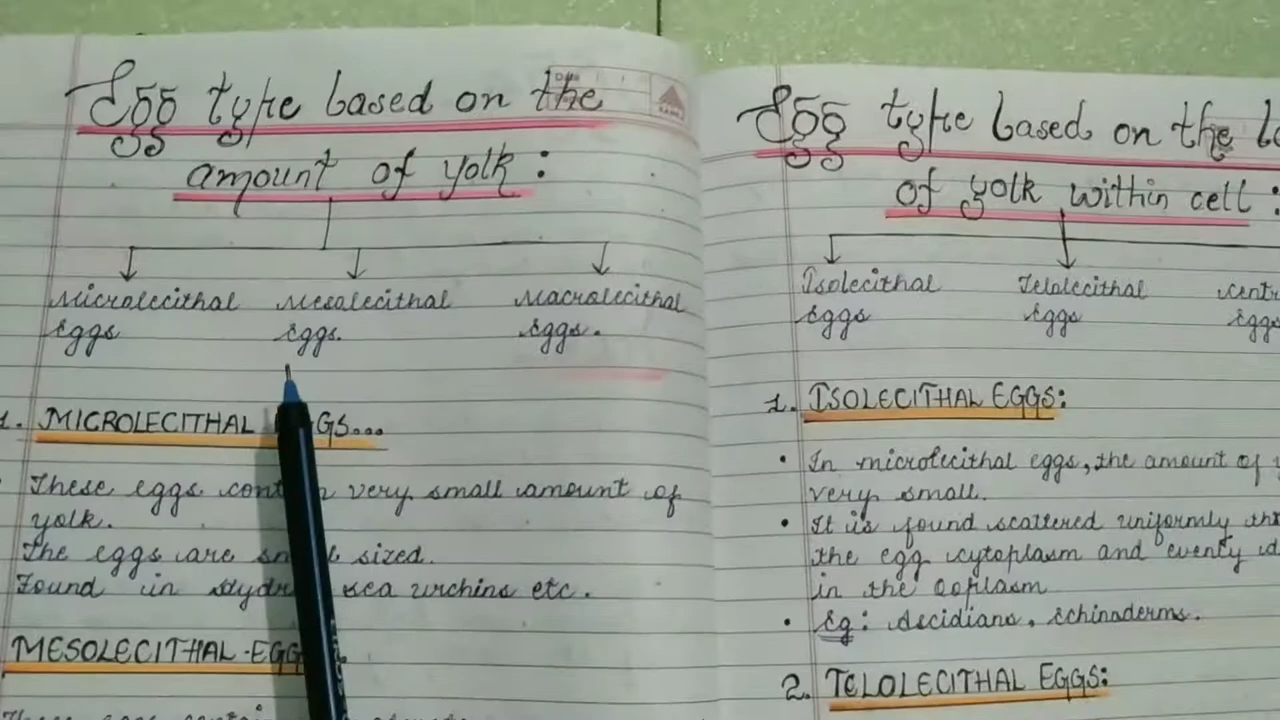 Egg type based on the
amount of yolk:
Microlecithal Mesolecithal Macrolecithal
Eggs Eggs. Eggs.
1. MICROLECITHAL
These eggs very small amount of
yolk.
The eggs are sized.
Found in sea urchins etc.
MESOLECITHAL-EGG
Egg type based on the
of yolk within cell:
Isolecithal Telolecithal
Eggs Eggs Eggs
1. ISOLECITHAL EGGS:
• In microlecithal eggs, the amount of
very small.
• It is found scattered uniformly
the egg cytoplasm and evenly
in the
• Eg: Ascidians, Echinoderms.
2. TELOLECITHAL EGGS: